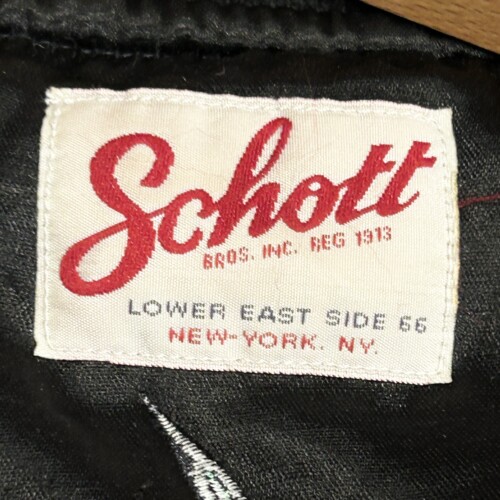 Schott
BROS. INC. REG 1913
LOWER EAST SIDE 66
NEW-YORK. NY.